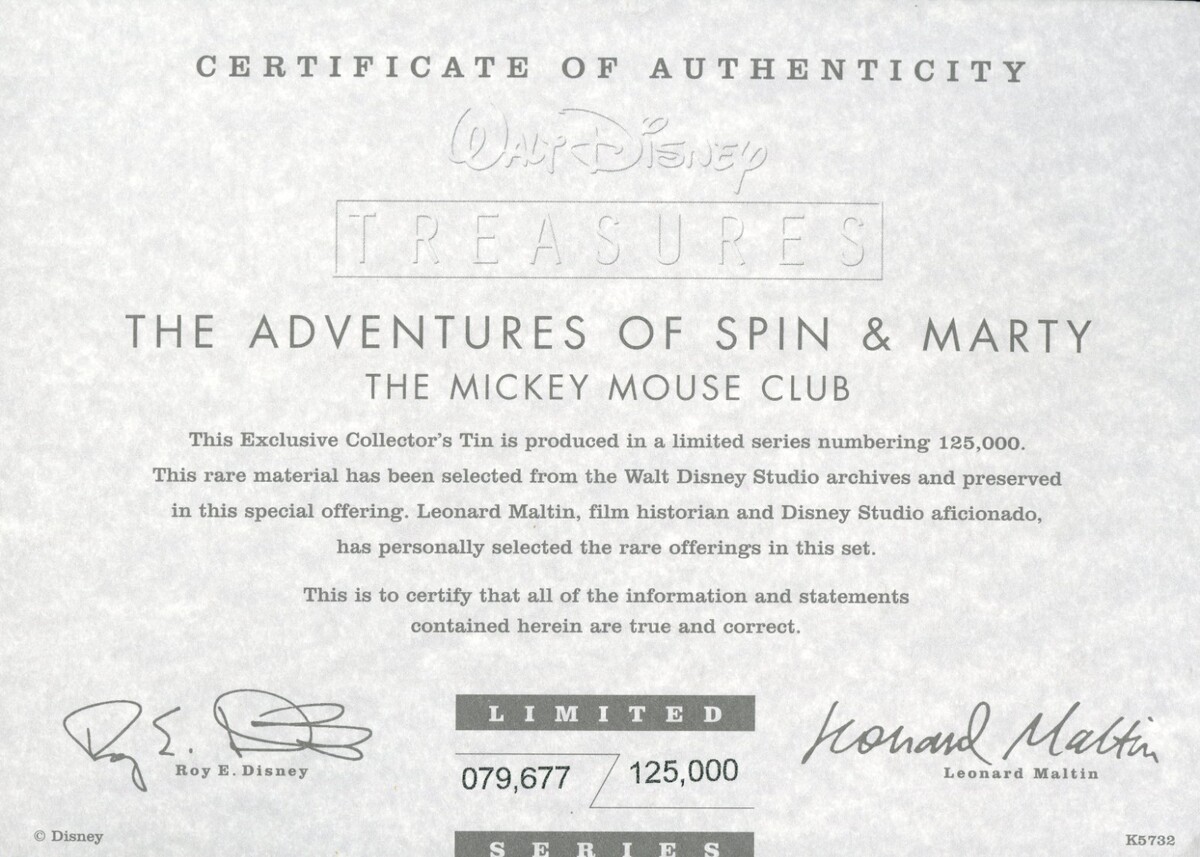 CERTIFICATE OF AUTHENTICITY
Walt Disney
TREASURES
THE ADVENTURES OF SPIN & MARTY
THE MICKEY MOUSE CLUB
This Exclusive Collector's Tin is produced in a limited series numbering 125,000.
This rare material has been selected from the Walt Disney Studio archives and preserved
in this special offering. Leonard Maltin, film historian and Disney Studio aficionado,
has personally selected the rare offerings in this set.
This is to certify that all of the information and statements
contained herein are true and correct.
Roy E. D
Roy E. Disney
LIMITED
079,677 / 125,000
SERIES
Leonard Maltin
Leonard Maltin
© Disney
K5732